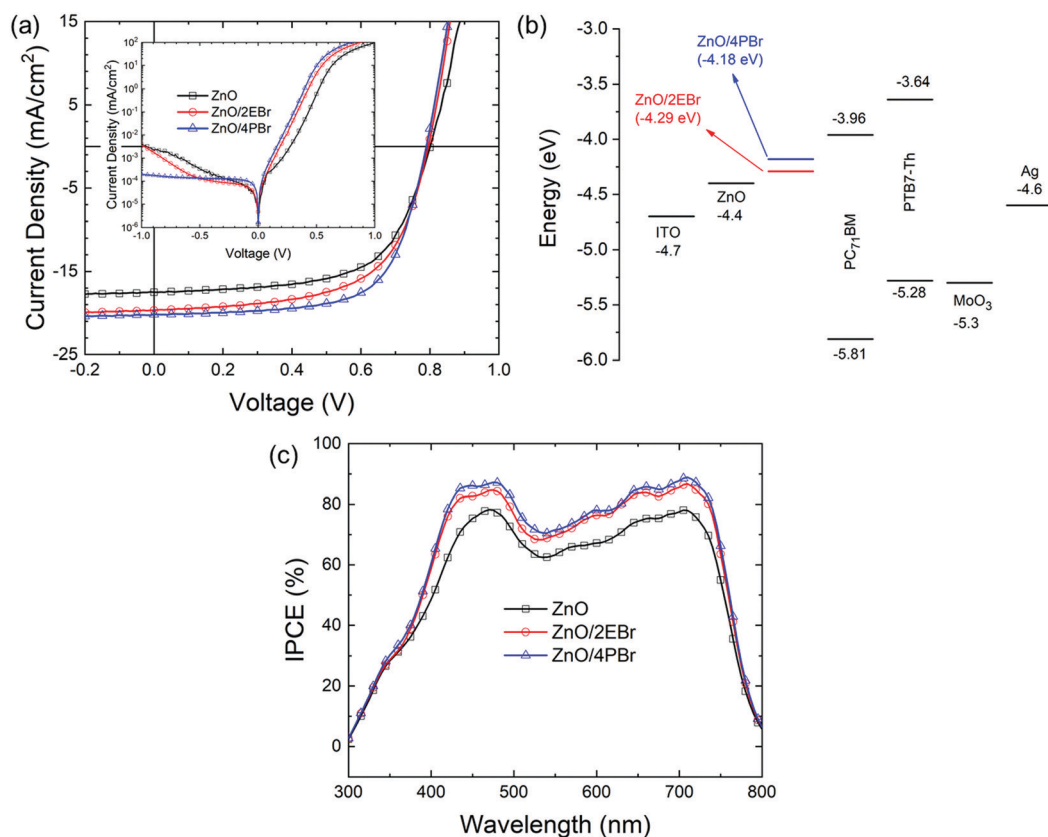 (a)
15
10
5
0
-5
-10
-15
-20
-25
Current Density (mA/cm²)
-0.2
0.0
0.2
0.4
0.6
0.8
1.0
Voltage (V)
10²
10¹
10⁰
10⁻¹
10⁻²
10⁻³
10⁻⁴
10⁻⁵
10⁻⁶
Current Density (mA/cm²)
ZnO
ZnO/2EBr
ZnO/4PBr
-1.0
-0.5
0.0
0.5
1.0
Voltage (V)
(b)
-3.0
-3.5
-4.0
-4.5
-5.0
-5.5
-6.0
Energy (eV)
ZnO/4PBr
(-4.18 eV)
ZnO/2EBr
(-4.29 eV)
ITO
-4.7
ZnO
-4.4
-3.96
PC₇₁BM
-5.81
-3.64
PTB7-Th
-5.28
MoO₃
-5.3
Ag
-4.6
(c)
100
80
60
40
20
0
IPCE (%)
ZnO
ZnO/2EBr
ZnO/4PBr
300
400
500
600
700
800
Wavelength (nm)